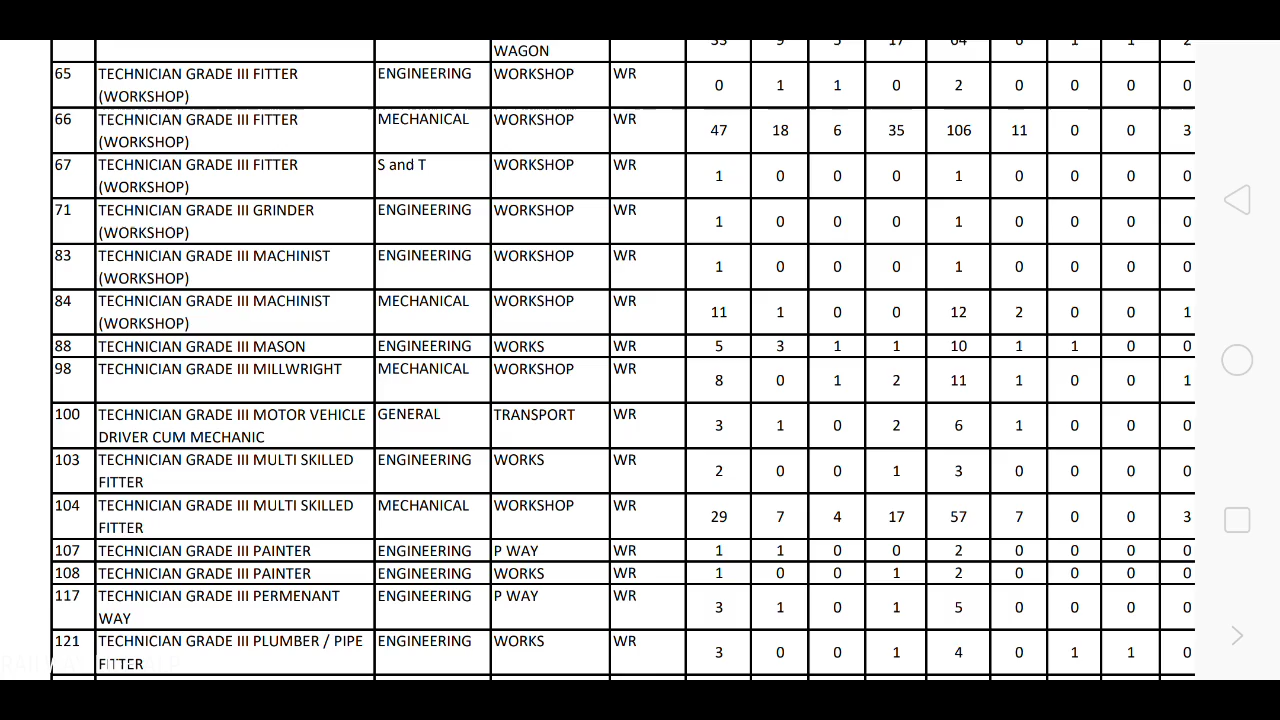 WAGON 33 9 5 17 64 6 1 1 2
65 TECHNICIAN GRADE III FITTER ENGINEERING WORKSHOP WR 0 1 1 0 2 0 0 0 0
(WORKSHOP)
66 TECHNICIAN GRADE III FITTER MECHANICAL WORKSHOP WR 47 18 6 35 106 11 0 0 3
(WORKSHOP)
67 TECHNICIAN GRADE III FITTER S and T WORKSHOP WR 1 0 0 0 1 0 0 0 0
(WORKSHOP)
71 TECHNICIAN GRADE III GRINDER ENGINEERING WORKSHOP WR 1 0 0 0 1 0 0 0 0
(WORKSHOP)
83 TECHNICIAN GRADE III MACHINIST ENGINEERING WORKSHOP WR 1 0 0 0 1 0 0 0 0
(WORKSHOP)
84 TECHNICIAN GRADE III MACHINIST MECHANICAL WORKSHOP WR 11 1 0 0 12 2 0 0 1
(WORKSHOP)
88 TECHNICIAN GRADE III MASON ENGINEERING WORKS WR 5 3 1 1 10 1 1 0 0
98 TECHNICIAN GRADE III MILLWRIGHT MECHANICAL WORKSHOP WR 8 0 1 2 11 1 0 0 1
100 TECHNICIAN GRADE III MOTOR VEHICLE GENERAL TRANSPORT WR 3 1 0 2 6 1 0 0 0
DRIVER CUM MECHANIC
103 TECHNICIAN GRADE III MULTI SKILLED ENGINEERING WORKS WR 2 0 0 1 3 0 0 0 0
FITTER
104 TECHNICIAN GRADE III MULTI SKILLED MECHANICAL WORKSHOP WR 29 7 4 17 57 7 0 0 3
FITTER
107 TECHNICIAN GRADE III PAINTER ENGINEERING P WAY WR 1 1 0 0 2 0 0 0 0
108 TECHNICIAN GRADE III PAINTER ENGINEERING WORKS WR 1 0 0 1 2 0 0 0 0
117 TECHNICIAN GRADE III PERMENANT ENGINEERING P WAY WR 3 1 0 1 5 0 0 0 0
WAY
121 TECHNICIAN GRADE III PLUMBER / PIPE ENGINEERING WORKS WR 3 0 0 1 4 0 1 1 0
FITTER